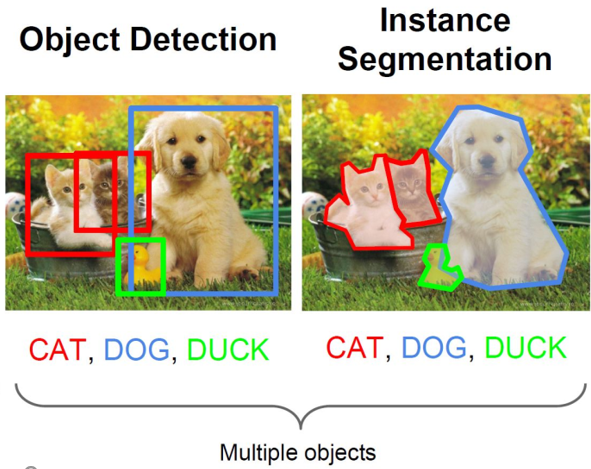 Object Detection
Instance
Segmentation
CAT, DOG, DUCK
CAT, DOG, DUCK
Multiple objects